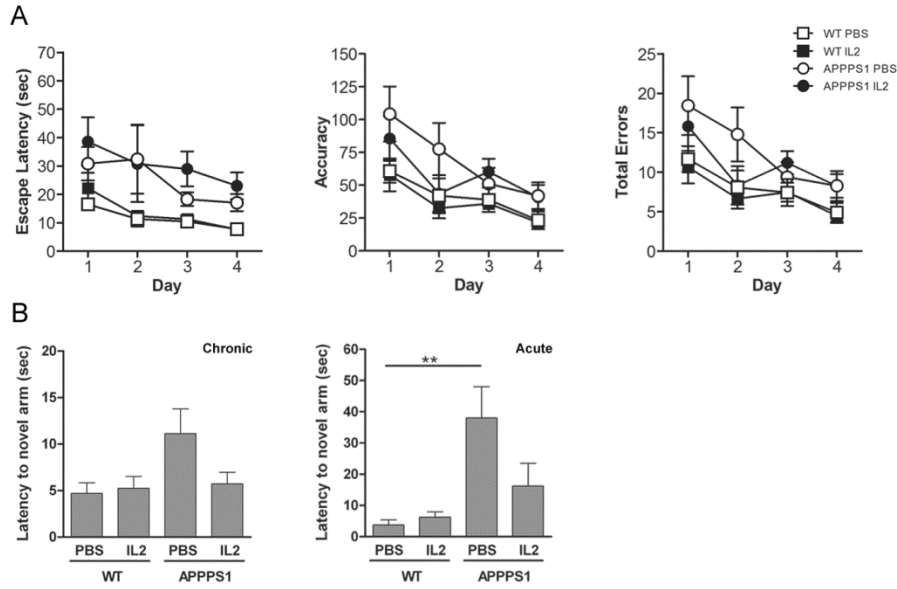 A
WT PBS
WT IL2
APPPS1 PBS
APPPS1 IL2
Escape Latency (sec)
70
60
50
40
30
20
10
0
1 2 3 4
Day
Accuracy
150
125
100
75
50
25
0
1 2 3 4
Day
Total Errors
25
20
15
10
5
0
1 2 3 4
Day
B
Chronic
Latency to novel arm (sec)
20
15
10
5
0
PBS IL2 PBS IL2
WT APPPS1
Acute
Latency to novel arm (sec)
60
50
40
30
20
10
0
**
PBS IL2 PBS IL2
WT APPPS1